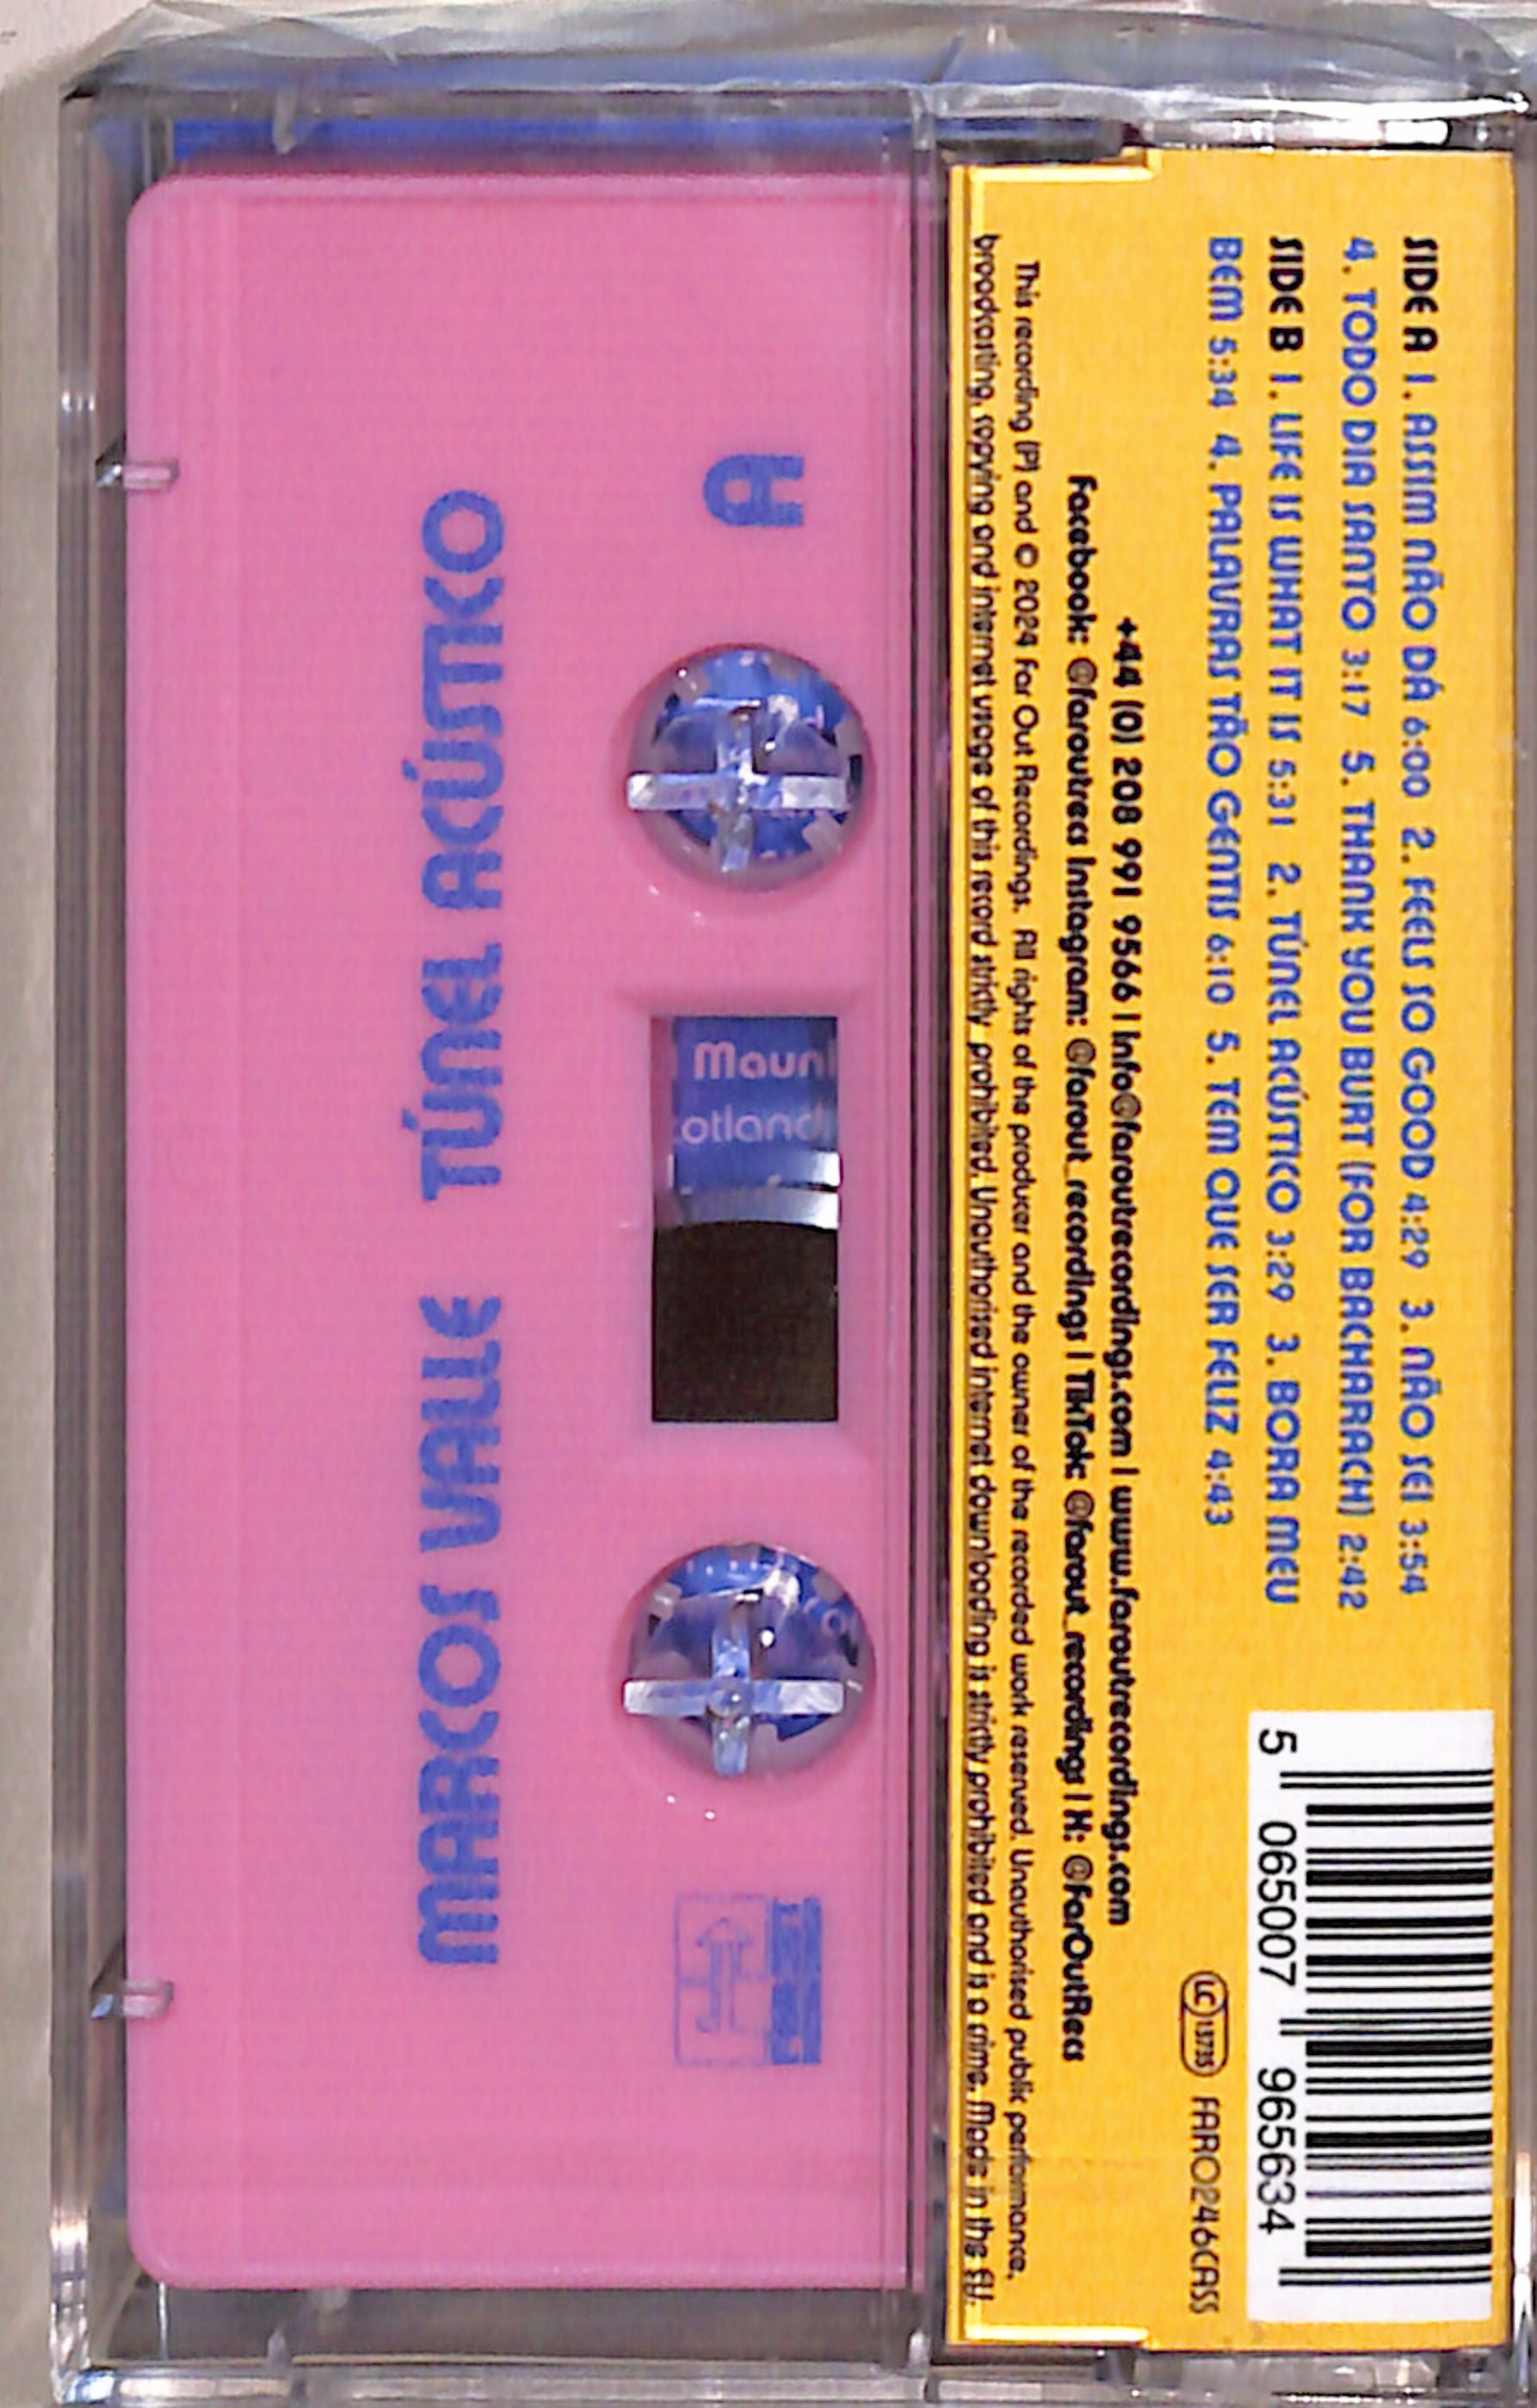 SIDE A 1. ASSIM NÃO DÁ 6:00 2. FEELS SO GOOD 4:29 3. NÃO SEI 3:54
4. TODO DIA SANTO 3:17 5. THANK YOU BURT (FOR BACHARACH) 2:42
SIDE B 1. LIFE IS WHAT IT IS 5:31 2. TÚNEL ACÚSTICO 3:29 3. BORA MEU
BEM 5:34 4. PALAVRAS TÃO GENTIS 6:10 5. TEM QUE SER FELIZ 4:43
5 065007 965634
LC 13735 FARO246CASS
+44 (0) 208 991 9566 | info@faroutrecordings.com | www.faroutrecordings.com
Facebook: @faroutrecs Instagram: @farout_recordings | TikTok: @farout_recordings | X: @FarOutRecs
This recording (P) and © 2024 Far Out Recordings. All rights of the producer and the owner of the recorded work reserved. Unauthorised public performance,
broadcasting, copying and internet usage of this record strictly prohibited. Unauthorised internet downloading is strictly prohibited and is a crime. Made in the EU.
A
Mauri
otland
MARCOS VALLE TÚNEL ACÚSTICO